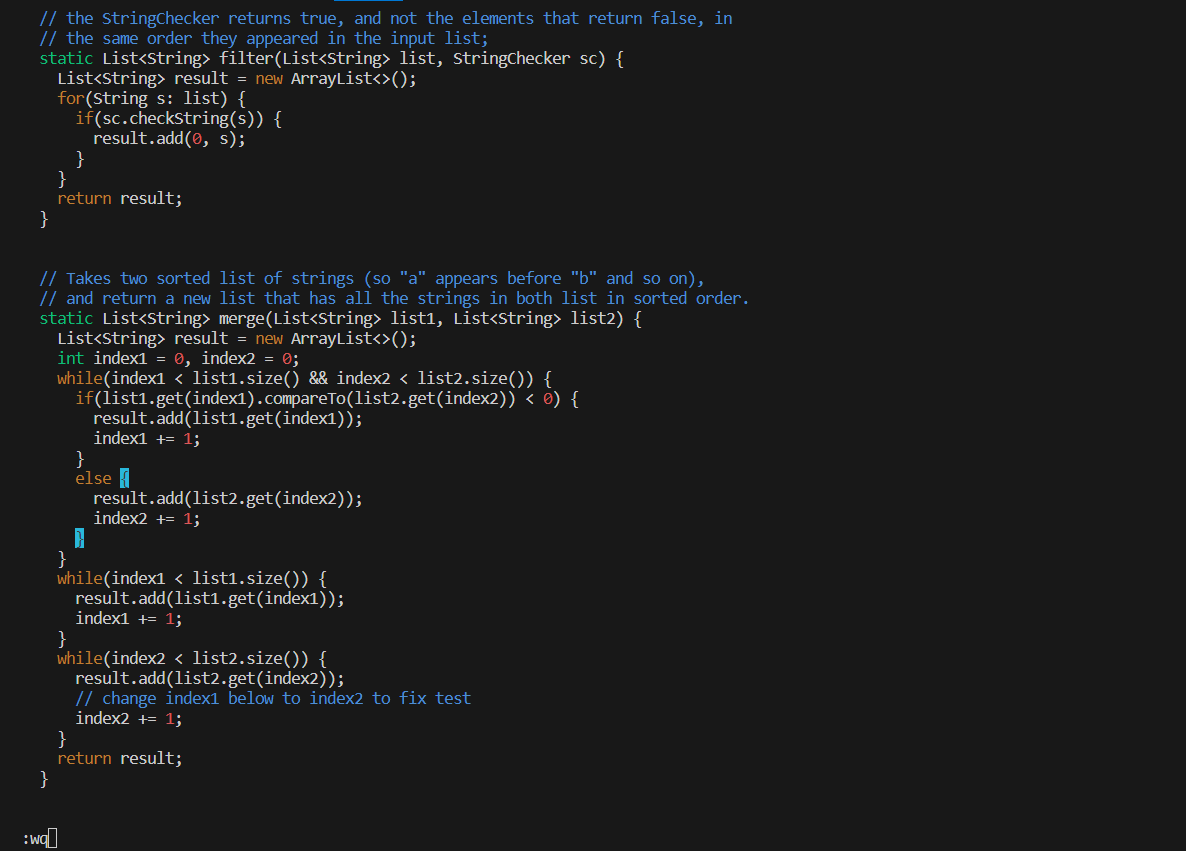 // the StringChecker returns true, and not the elements that return false, in
// the same order they appeared in the input list;
static List<String> filter(List<String> list, StringChecker sc) {
List<String> result = new ArrayList<>();
for(String s: list) {
if(sc.checkString(s)) {
result.add(0, s);
}
}
return result;
}
// Takes two sorted list of strings (so "a" appears before "b" and so on),
// and return a new list that has all the strings in both list in sorted order.
static List<String> merge(List<String> list1, List<String> list2) {
List<String> result = new ArrayList<>();
int index1 = 0, index2 = 0;
while(index1 < list1.size() && index2 < list2.size()) {
if(list1.get(index1).compareTo(list2.get(index2)) < 0) {
result.add(list1.get(index1));
index1 += 1;
}
else {
result.add(list2.get(index2));
index2 += 1;
}
}
while(index1 < list1.size()) {
result.add(list1.get(index1));
index1 += 1;
}
while(index2 < list2.size()) {
result.add(list2.get(index2));
// change index1 below to index2 to fix test
index2 += 1;
}
return result;
}
:wq